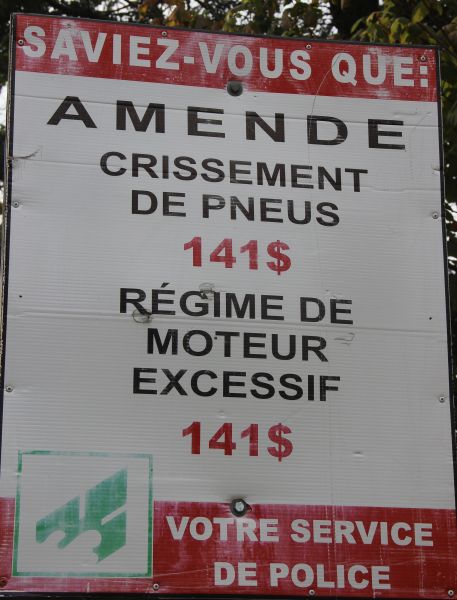 SAVIEZ-VOUS QUE:
AMENDE
CRISSEMENT
DE PNEUS
141$
RÉGIME DE
MOTEUR
EXCESSIF
141$
VOTRE SERVICE
DE POLICE